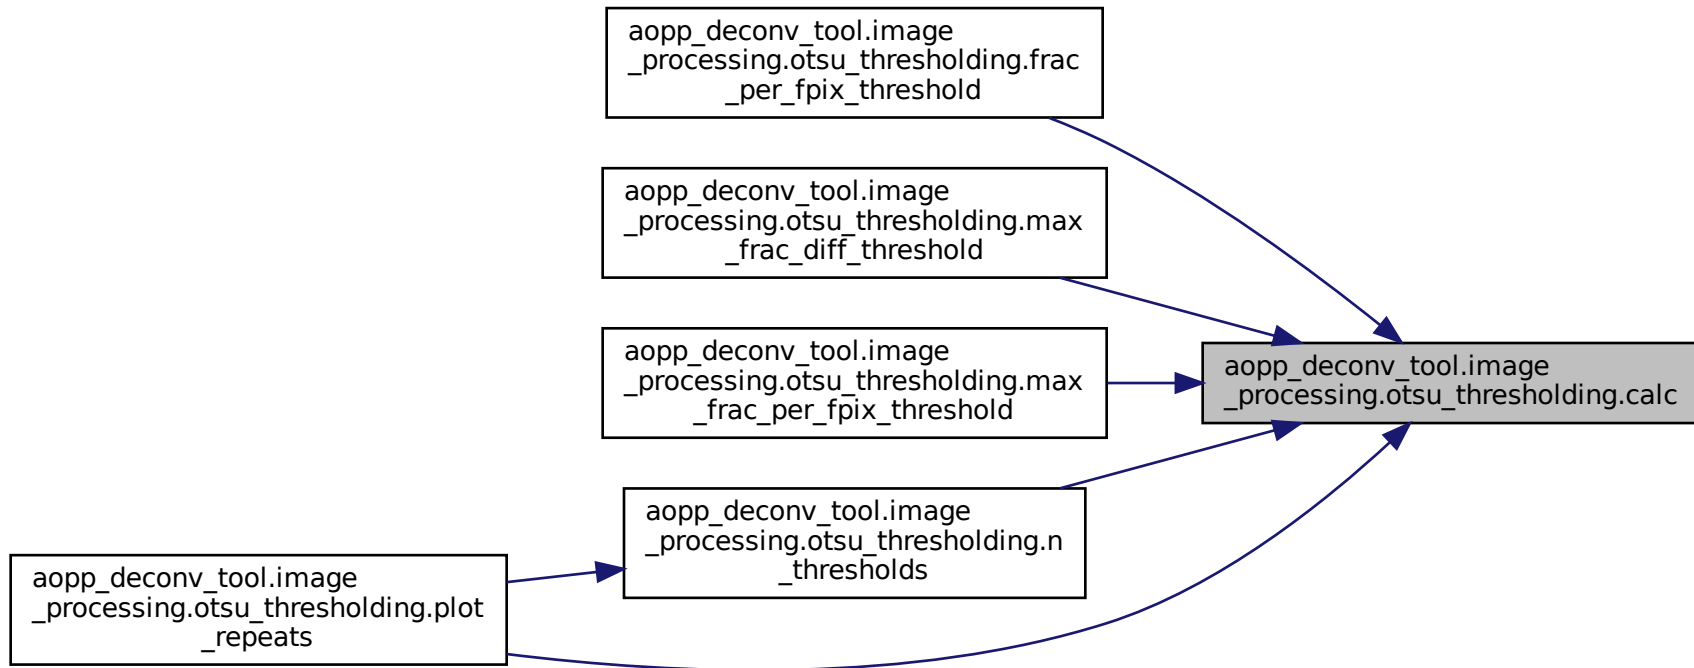 aopp_deconv_tool.image
_processing.otsu_thresholding.frac
_per_fpix_threshold
aopp_deconv_tool.image
_processing.otsu_thresholding.max
_frac_diff_threshold
aopp_deconv_tool.image
_processing.otsu_thresholding.max
_frac_per_fpix_threshold
aopp_deconv_tool.image
_processing.otsu_thresholding.calc
aopp_deconv_tool.image
_processing.otsu_thresholding.n
_thresholds
aopp_deconv_tool.image
_processing.otsu_thresholding.plot
_repeats